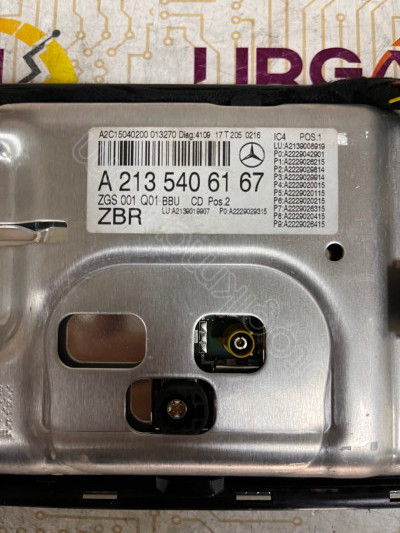 URGA
A2C15040200 013270 Diag:4109 17 T 205 0216
IC4 POS.1
LU:A2139006919
P0:A2229042901
P1:A2229026215
P2:A2229029814
P3:A2229029914
P4:A2229020015
P5:A2229020115
P6:A2229020215
P7:A2229026315
P8:A2229020415
P9:A2229026415
A 213 540 61 67
ZGS 001 Q01 BBU CD Pos.2
ZBR
LU:A2139019907 P0:A2229029315